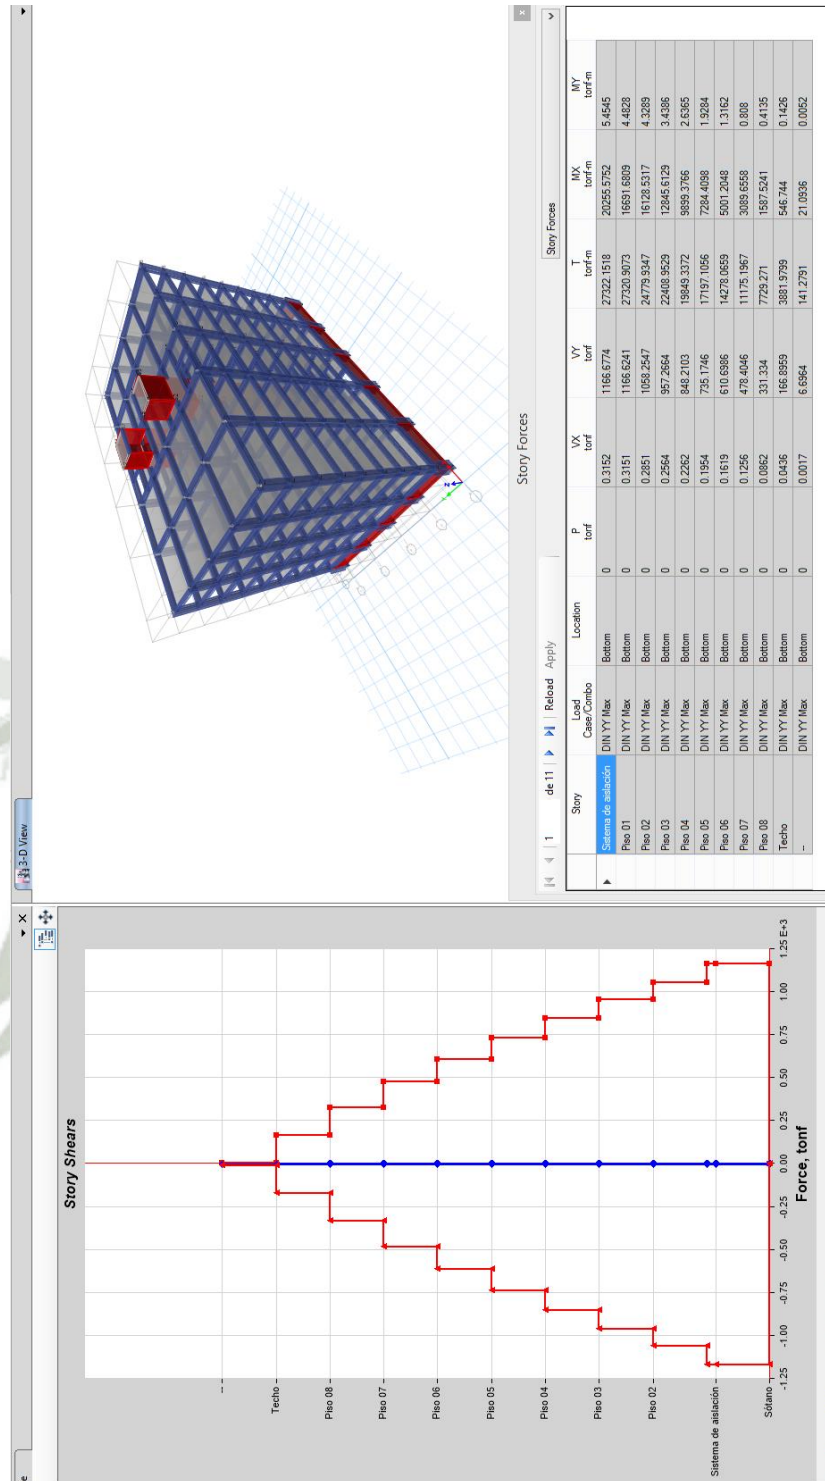 e
Story Shears
--
Techo
Piso 08
Piso 07
Piso 06
Piso 05
Piso 04
Piso 03
Piso 02
Sistema de aislación
Sótano
-1.25 -1.00 -0.75 -0.50 -0.25 0.00 0.25 0.50 0.75 1.00 1.25 E+3
Force, tonf
3-D View
Z
Story Forces
1 de 11 Reload Apply Story Forces
Story Load Case/Combo Location P tonf VX tonf VY tonf T tonf-m MX tonf-m MY tonf-m
Sistema de aislación DIN YY Max Bottom 0 0.3152 1166.6774 27322.1518 20255.5752 5.4545
Piso 01 DIN YY Max Bottom 0 0.3151 1166.6241 27320.9073 16691.6809 4.4828
Piso 02 DIN YY Max Bottom 0 0.2851 1058.2547 24779.9347 16128.5317 4.3289
Piso 03 DIN YY Max Bottom 0 0.2564 957.2664 22408.9529 12845.6129 3.4386
Piso 04 DIN YY Max Bottom 0 0.2262 848.2103 19849.3372 9899.3766 2.6365
Piso 05 DIN YY Max Bottom 0 0.1954 735.1746 17197.1056 7284.4098 1.9284
Piso 06 DIN YY Max Bottom 0 0.1619 610.6986 14278.0659 5001.2048 1.3162
Piso 07 DIN YY Max Bottom 0 0.1256 478.4046 11175.1967 3089.6558 0.808
Piso 08 DIN YY Max Bottom 0 0.0862 331.334 7729.271 1587.5241 0.4135
Techo DIN YY Max Bottom 0 0.0436 166.8959 3881.9799 546.744 0.1426
-- DIN YY Max Bottom 0 0.0017 6.6964 141.2791 21.0936 0.0052